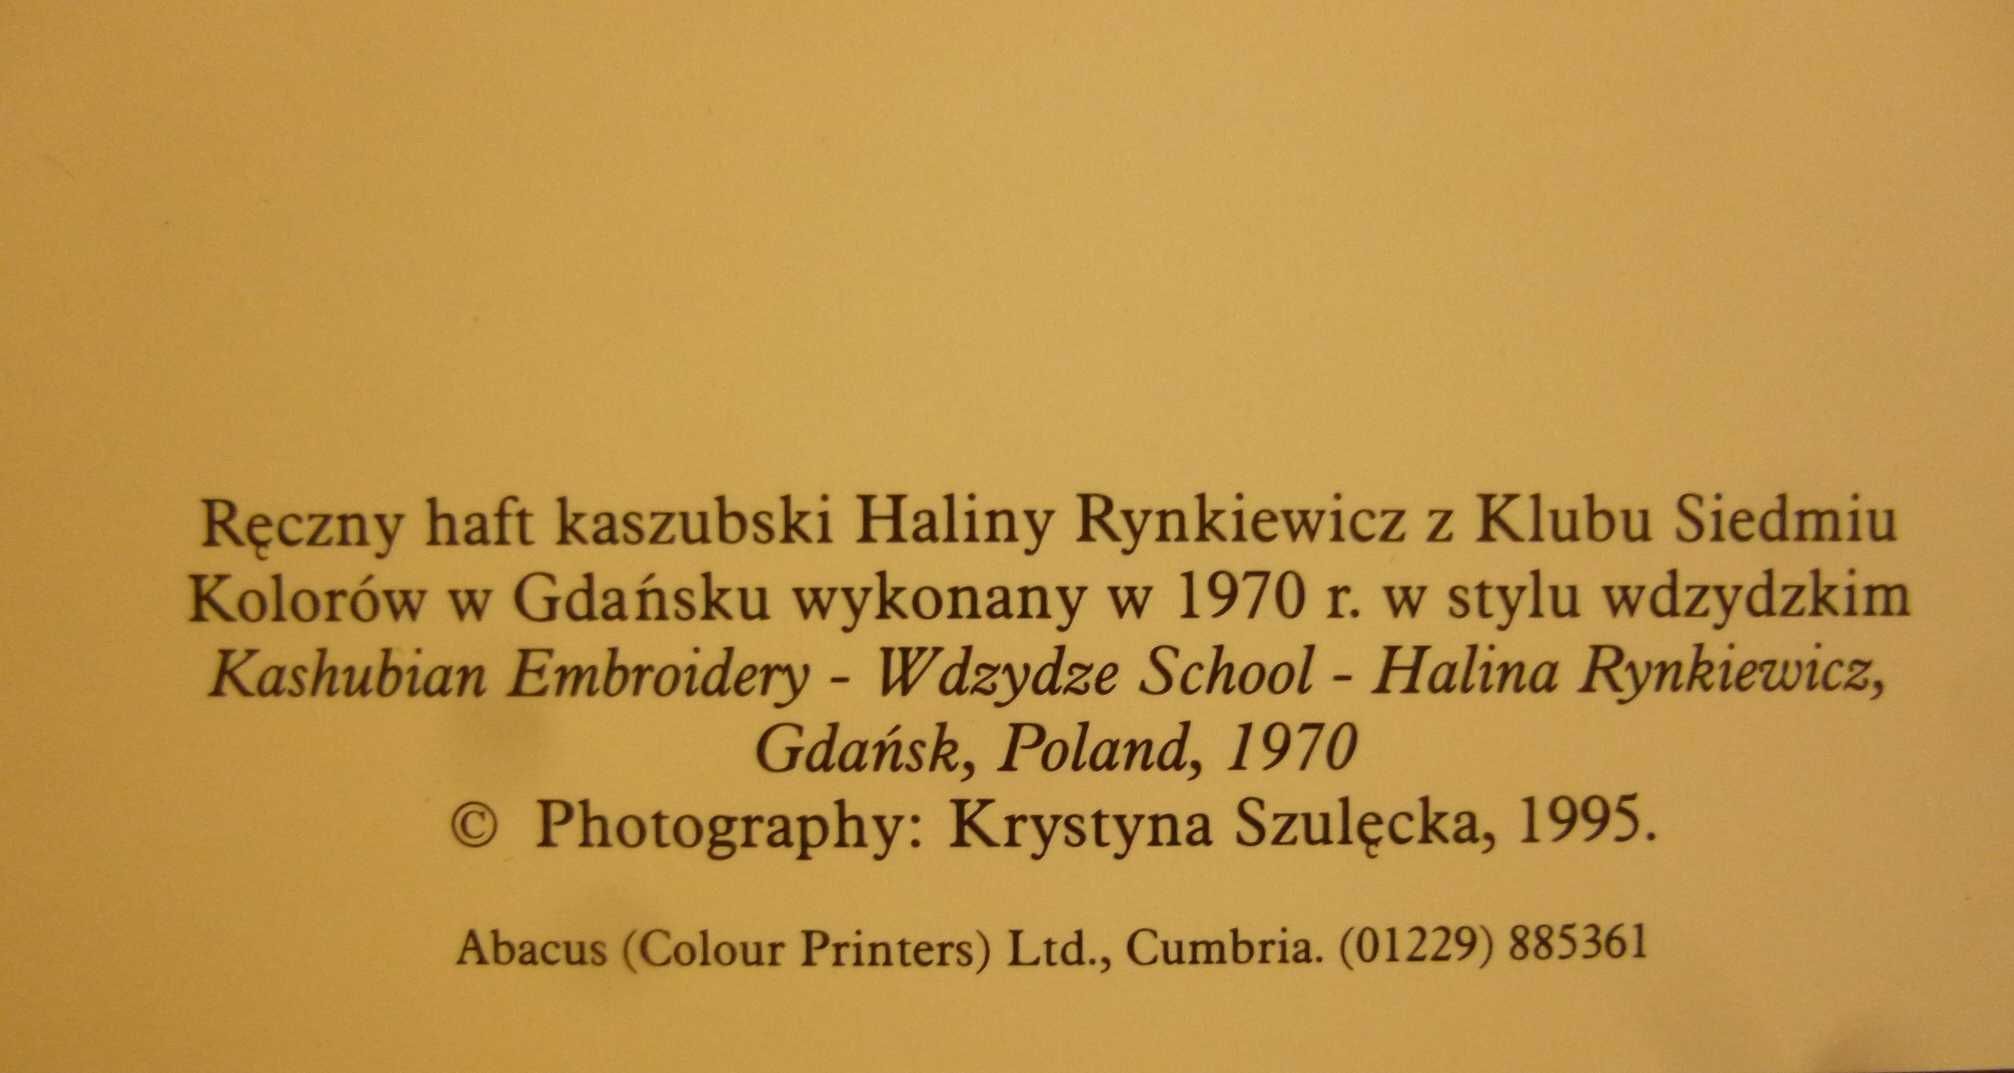 Ręczny haft kaszubski Haliny Rynkiewicz z Klubu Siedmiu
Kolorów w Gdańsku wykonany w 1970 r. w stylu wdzydzkim
Kashubian Embroidery - Wdzydze School - Halina Rynkiewicz,
Gdańsk, Poland, 1970
© Photography: Krystyna Szulęcka, 1995.
Abacus (Colour Printers) Ltd., Cumbria. (01229) 885361